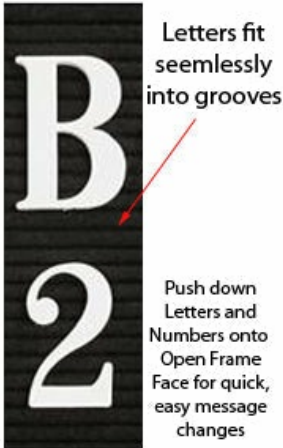 B
2
Letters fit
seemlessly
into grooves
Push down
Letters and
Numbers onto
Open Frame
Face for quick,
easy message
changes